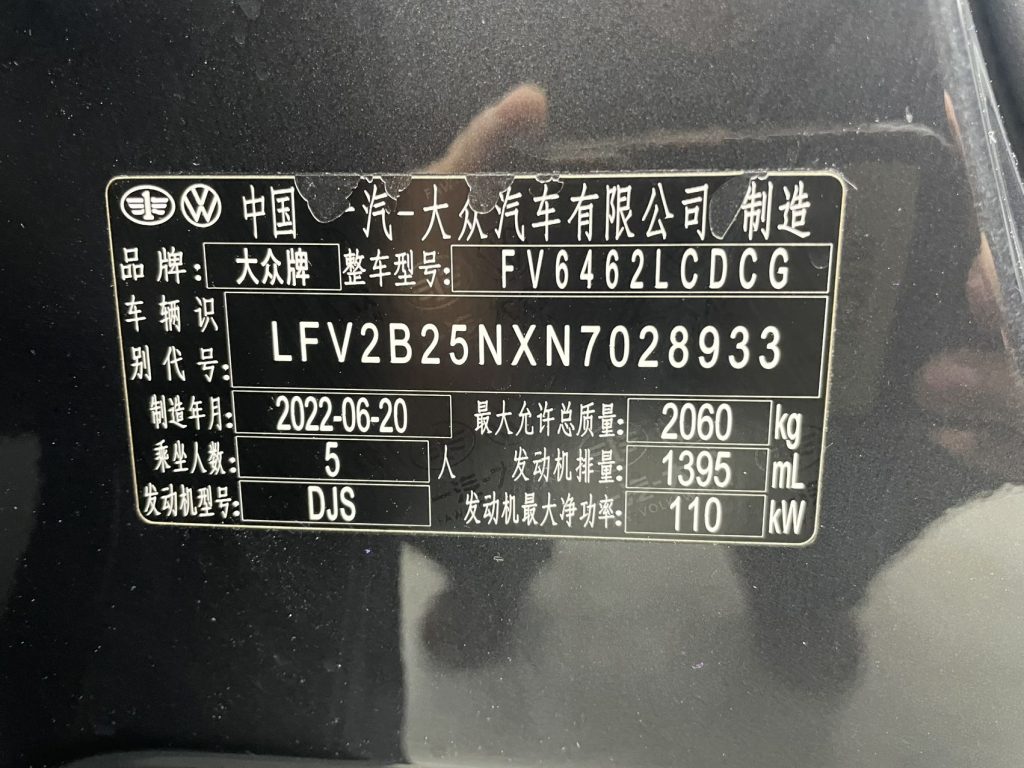 中国一汽-大众汽车有限公司 制造
品牌: 大众牌 整车型号: FV6462LCDCG
车辆识别代号: LFV2B25NXN7028933
制造年月: 2022-06-20 最大允许总质量: 2060 kg
乘坐人数: 5 人 发动机排量: 1395 mL
发动机型号: DJS 发动机最大净功率: 110 kW